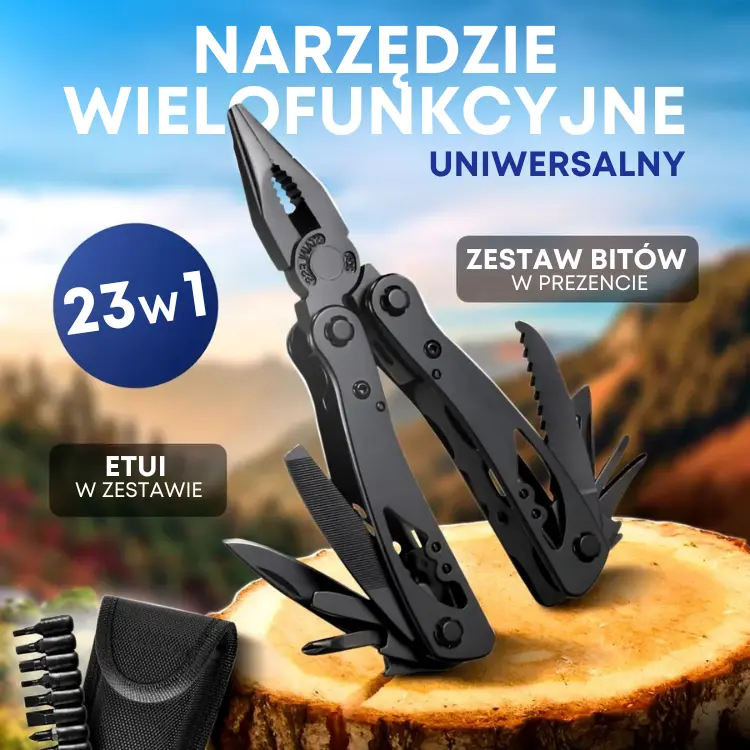 NARZĘDZIE
WIELOFUNKCYJNE
UNIWERSALNY
23w1
ZESTAW BITÓW
W PREZENCIE
ETUI
W ZESTAWIE